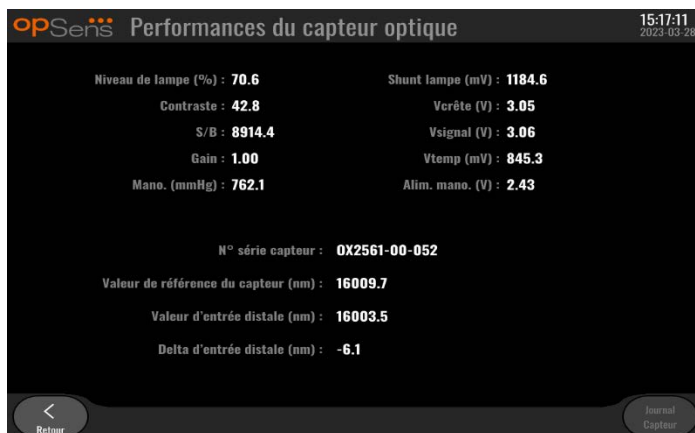 opSens Performances du capteur optique
15:17:11
2023-03-28
Niveau de lampe (%) : 70.6
Shunt lampe (mV) : 1184.6
Contraste : 42.8
Vcrête (V) : 3.05
S/B : 8914.4
Vsignal (V) : 3.06
Gain : 1.00
Vtemp (mV) : 845.3
Mano. (mmHg) : 762.1
Alim. mano. (V) : 2.43
N° série capteur : OX2561-00-052
Valeur de référence du capteur (nm) : 16009.7
Valeur d'entrée distale (nm) : 16003.5
Delta d'entrée distale (nm) : -6.1
Retour
Journal
Capteur